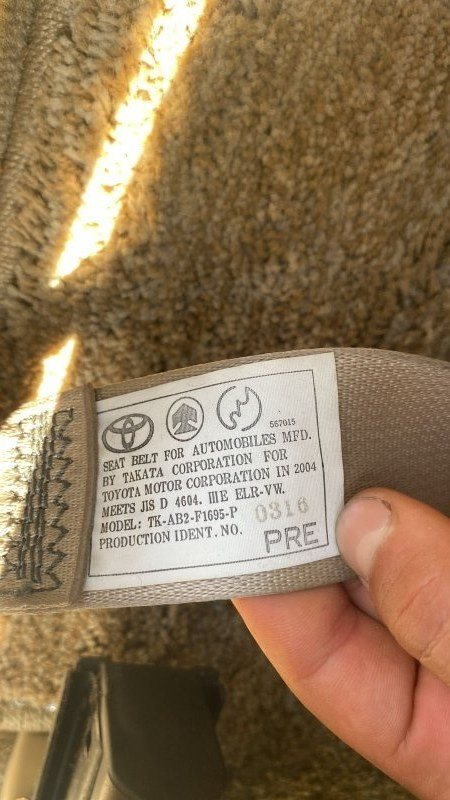 567015
SEAT BELT FOR AUTOMOBILES MFD.
BY TAKATA CORPORATION FOR
TOYOTA MOTOR CORPORATION IN 2004
MEETS JIS D 4604. IIIE ELR-VW.
MODEL: TK-AB2-F1695-P
PRODUCTION IDENT. NO. 0316
PRE